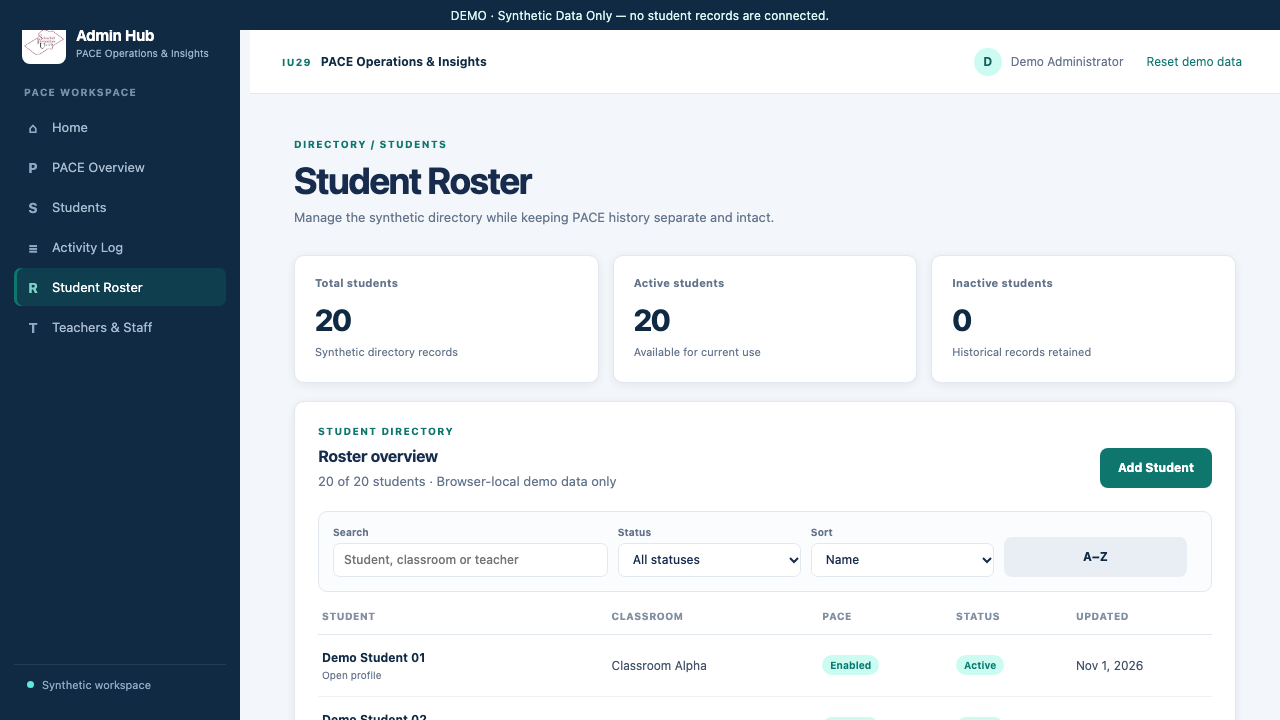 DEMO · Synthetic Data Only — no student records are connected.
Admin Hub
PACE Operations & Insights
PACE WORKSPACE
⌂ Home
P PACE Overview
S Students
≡ Activity Log
R Student Roster
T Teachers & Staff
Synthetic workspace
IU29 PACE Operations & Insights
D Demo Administrator Reset demo data
DIRECTORY / STUDENTS
Student Roster
Manage the synthetic directory while keeping PACE history separate and intact.
Total students
20
Synthetic directory records
Active students
20
Available for current use
Inactive students
0
Historical records retained
STUDENT DIRECTORY
Roster overview
20 of 20 students · Browser-local demo data only
Add Student
Search Status Sort
Student, classroom or teacher All statuses Name A–Z
STUDENT CLASSROOM PACE STATUS UPDATED
Demo Student 01
Open profile
Classroom Alpha Enabled Active Nov 1, 2026
Demo Student 02